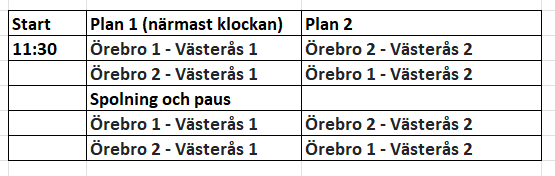 Start Plan 1 (närmast klockan) Plan 2
11:30 Örebro 1 - Västerås 1 Örebro 2 - Västerås 2
Örebro 2 - Västerås 1 Örebro 1 - Västerås 2
Spolning och paus
Örebro 1 - Västerås 1 Örebro 2 - Västerås 2
Örebro 2 - Västerås 1 Örebro 1 - Västerås 2